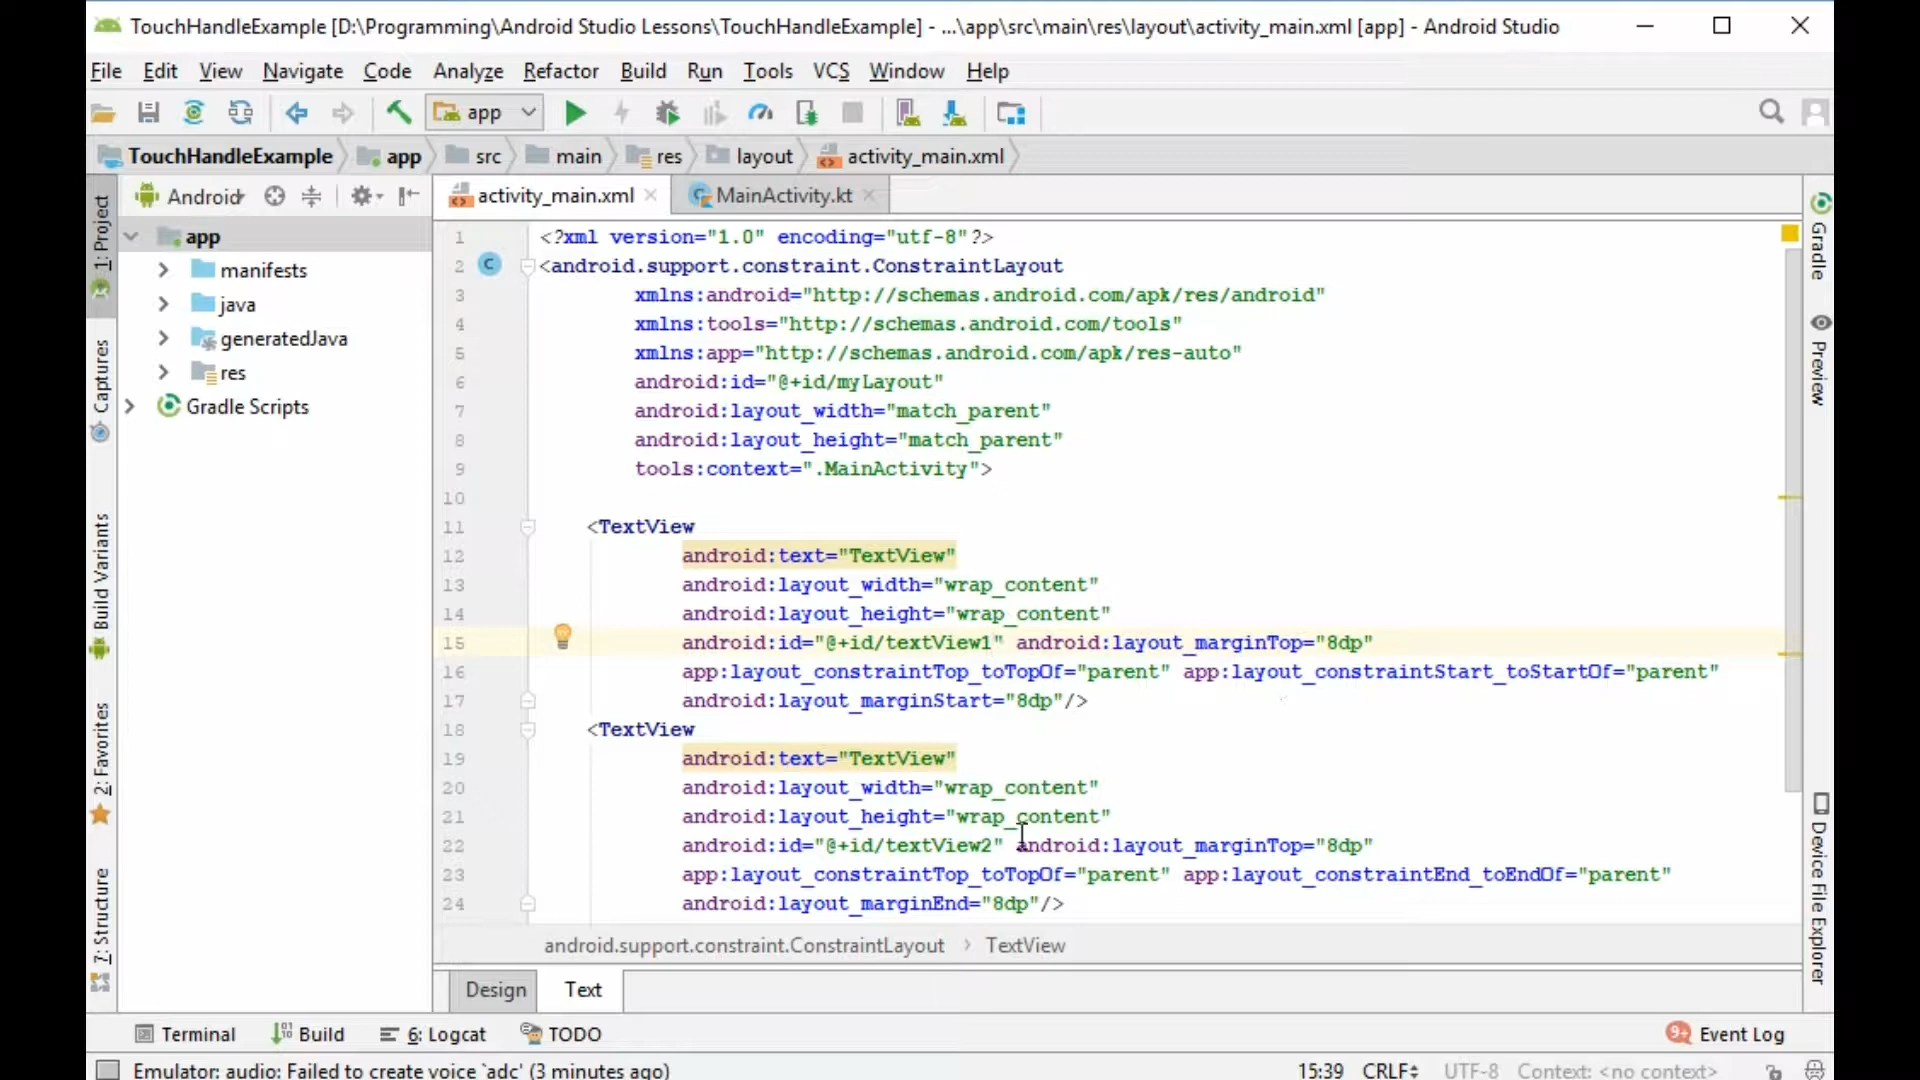 TouchHandleExample [D:\Programming\Android Studio Lessons\TouchHandleExample] - ...\app\src\main\res\layout\activity_main.xml [app] - Android Studio
File Edit View Navigate Code Analyze Refactor Build Run Tools VCS Window Help
app
TouchHandleExample app src main res layout activity_main.xml
Android
activity_main.xml
MainActivity.kt
1: Project
Captures
Build Variants
2: Favorites
7: Structure
app
manifests
java
generatedJava
res
Gradle Scripts
1 <?xml version="1.0" encoding="utf-8"?>
2 <android.support.constraint.ConstraintLayout
3 xmlns:android="http://schemas.android.com/apk/res/android"
4 xmlns:tools="http://schemas.android.com/tools"
5 xmlns:app="http://schemas.android.com/apk/res-auto"
6 android:id="@+id/myLayout"
7 android:layout_width="match_parent"
8 android:layout_height="match_parent"
9 tools:context=".MainActivity">
10
11 <TextView
12 android:text="TextView"
13 android:layout_width="wrap_content"
14 android:layout_height="wrap_content"
15 android:id="@+id/textView1" android:layout_marginTop="8dp"
16 app:layout_constraintTop_toTopOf="parent" app:layout_constraintStart_toStartOf="parent"
17 android:layout_marginStart="8dp"/>
18 <TextView
19 android:text="TextView"
20 android:layout_width="wrap_content"
21 android:layout_height="wrap_content"
22 android:id="@+id/textView2" android:layout_marginTop="8dp"
23 app:layout_constraintTop_toTopOf="parent" app:layout_constraintEnd_toEndOf="parent"
24 android:layout_marginEnd="8dp"/>
android.support.constraint.ConstraintLayout › TextView
Design Text
Gradle
Preview
Device File Explorer
Terminal Build 6: Logcat TODO
9+ Event Log
Emulator: audio: Failed to create voice `adc' (3 minutes ago)
15:39 CRLF UTF-8 Context: <no context>